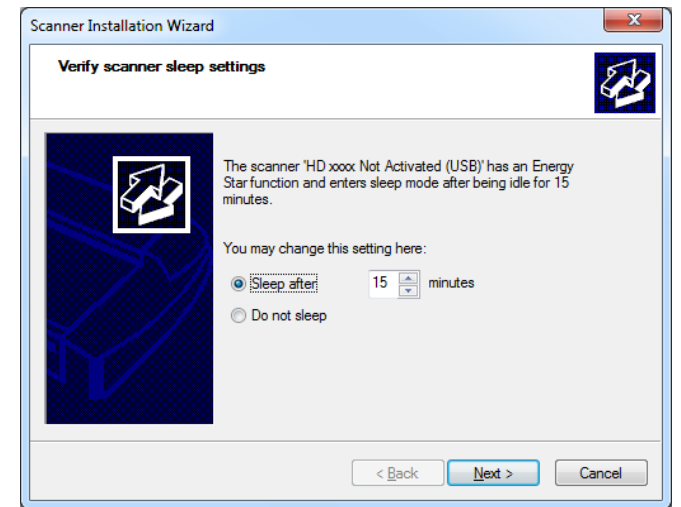 Scanner Installation Wizard
Verify scanner sleep settings
The scanner 'HD xxxx Not Activated (USB)' has an Energy
Star function and enters sleep mode after being idle for 15
minutes.
You may change this setting here:
Sleep after 15 minutes
Do not sleep
< Back Next > Cancel